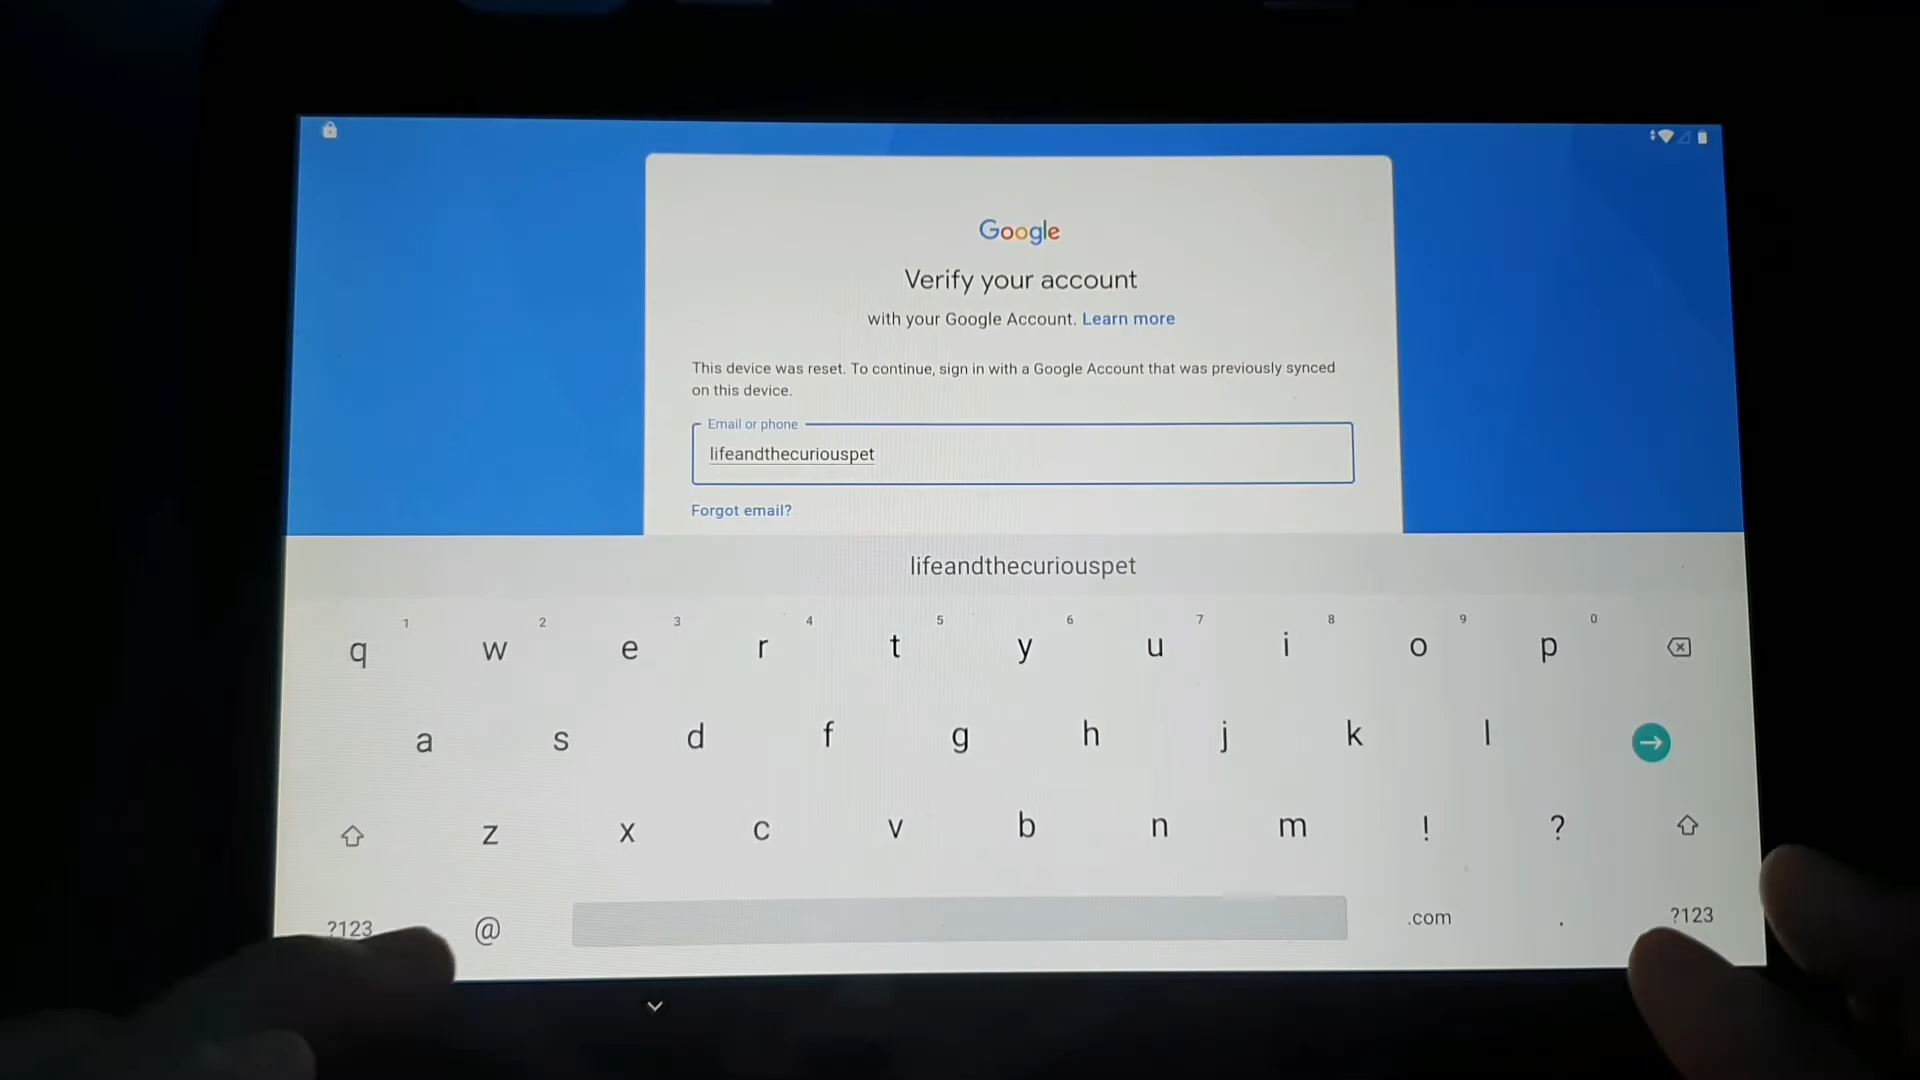 Google
Verify your account
with your Google Account. Learn more
This device was reset. To continue, sign in with a Google Account that was previously synced
on this device.
Email or phone
lifeandthecuriouspet
Forgot email?
lifeandthecuriouspet
1 2 3 4 5 6 7 8 9 0
q w e r t y u i o p
a s d f g h j k l
z x c v b n m ! ?
?123 @ .com . ?123